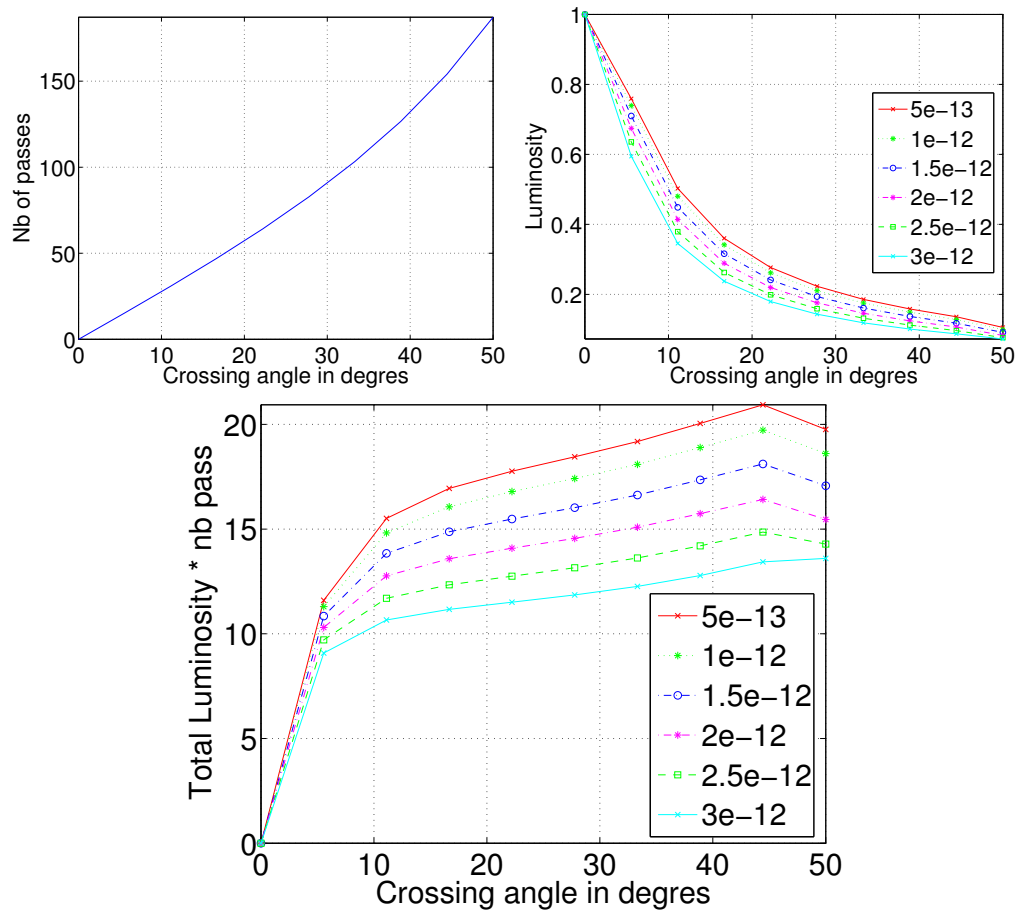 Nb of passes
150
100
50
0
0 10 20 30 40 50
Crossing angle in degres
Luminosity
1
0.8
0.6
0.4
0.2
0 10 20 30 40 50
Crossing angle in degres
5e−13
1e−12
1.5e−12
2e−12
2.5e−12
3e−12
Total Luminosity * nb pass
20
15
10
5
0
0 10 20 30 40 50
Crossing angle in degres
5e−13
1e−12
1.5e−12
2e−12
2.5e−12
3e−12